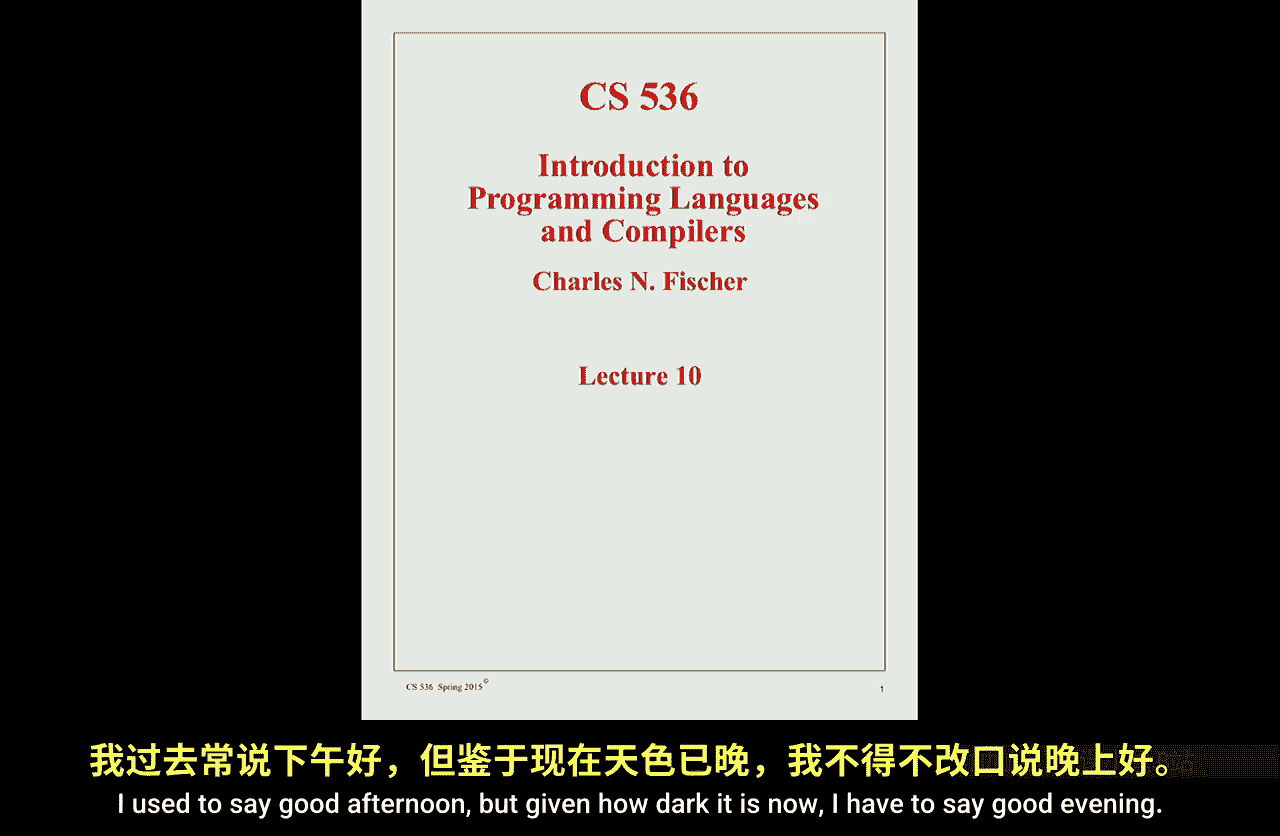 CS 536
Introduction to
Programming Languages
and Compilers
Charles N. Fischer
Lecture 10
CS 536 Spring 2015©
1
我过去常说下午好，但鉴于现在天色已晚，我不得不改口说晚上好。
I used to say good afternoon, but given how dark it is now, I have to say good evening.